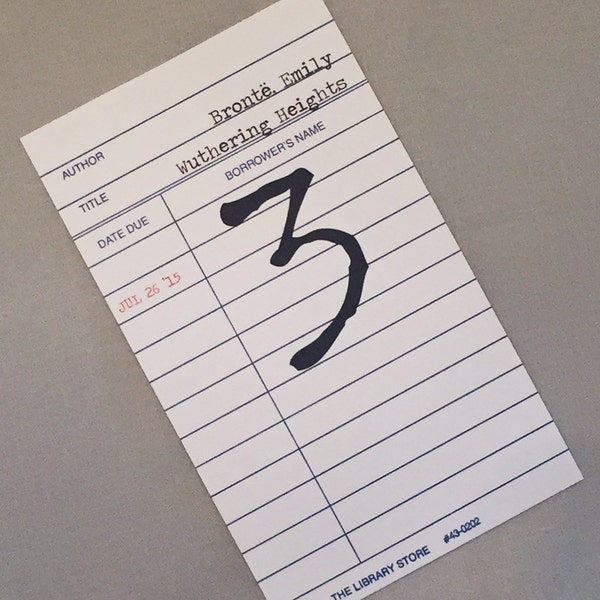 AUTHOR Brontë, Emily
TITLE Wuthering Heights
DATE DUE BORROWER'S NAME
3
JUL 26 '15
THE LIBRARY STORE #43-0202